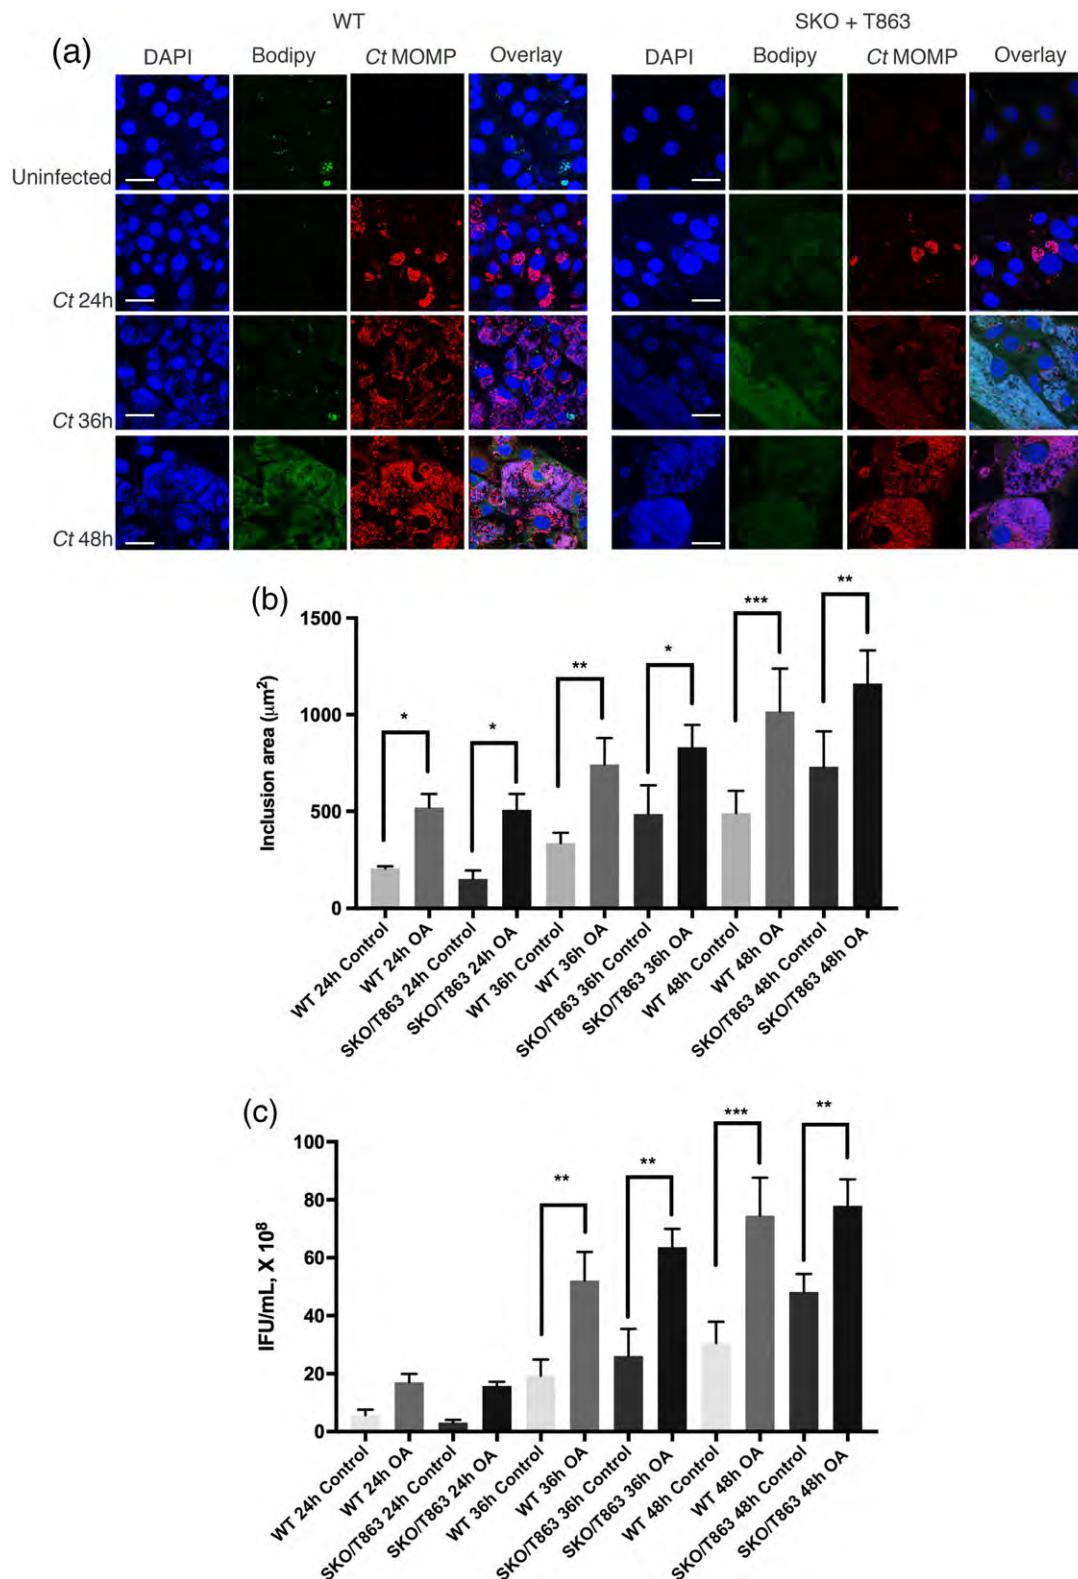 WT SKO + T863
(a)
DAPI Bodipy Ct MOMP Overlay DAPI Bodipy Ct MOMP Overlay
Uninfected
Ct 24h
Ct 36h
Ct 48h
(b)
Inclusion area (μm²)
1500
1000
500
0
* * ** * *** **
WT 24h Control
WT 24h OA
SKO/T863 24h Control
SKO/T863 24h OA
WT 36h Control
WT 36h OA
SKO/T863 36h Control
SKO/T863 36h OA
WT 48h Control
WT 48h OA
SKO/T863 48h Control
SKO/T863 48h OA
(c)
IFU/mL, X 10⁸
100
80
60
40
20
0
** ** *** **
WT 24h Control
WT 24h OA
SKO/T863 24h Control
SKO/T863 24h OA
WT 36h Control
WT 36h OA
SKO/T863 36h Control
SKO/T863 36h OA
WT 48h Control
WT 48h OA
SKO/T863 48h Control
SKO/T863 48h OA